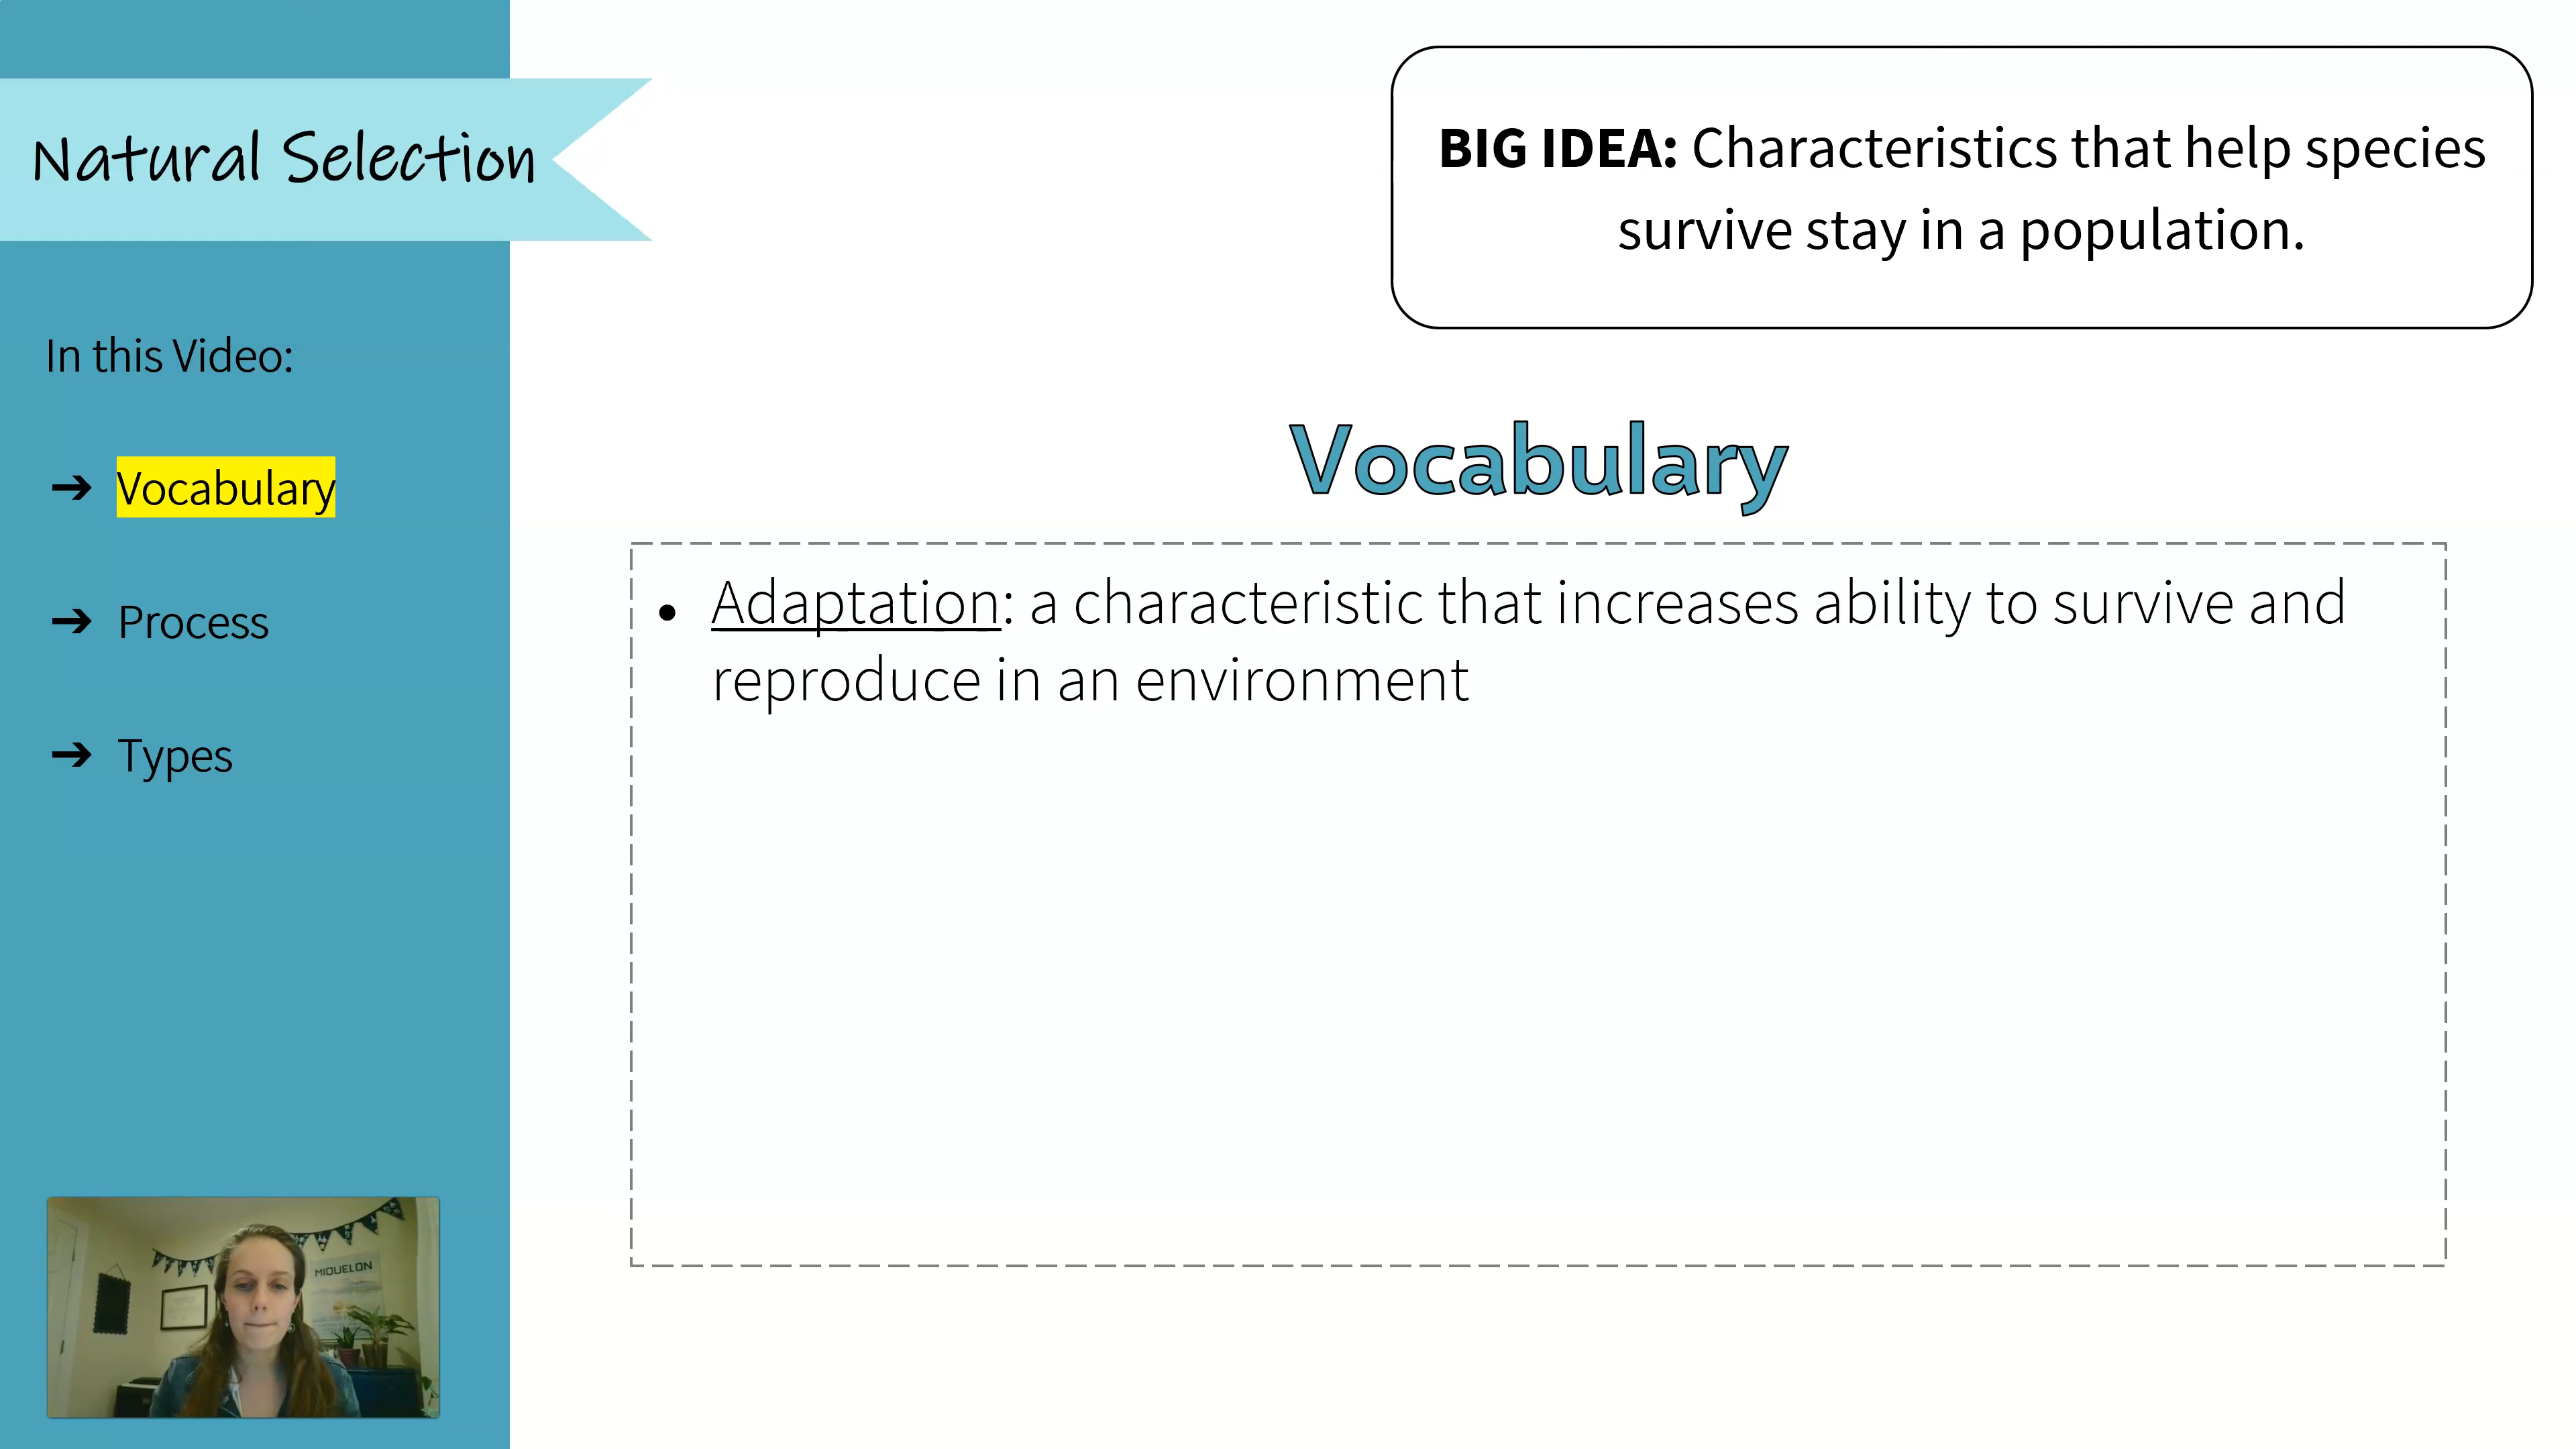 Natural Selection
BIG IDEA: Characteristics that help species
survive stay in a population.
In this Video:
➔ Vocabulary
➔ Process
➔ Types
Vocabulary
• Adaptation: a characteristic that increases ability to survive and
reproduce in an environment
MIQUELON